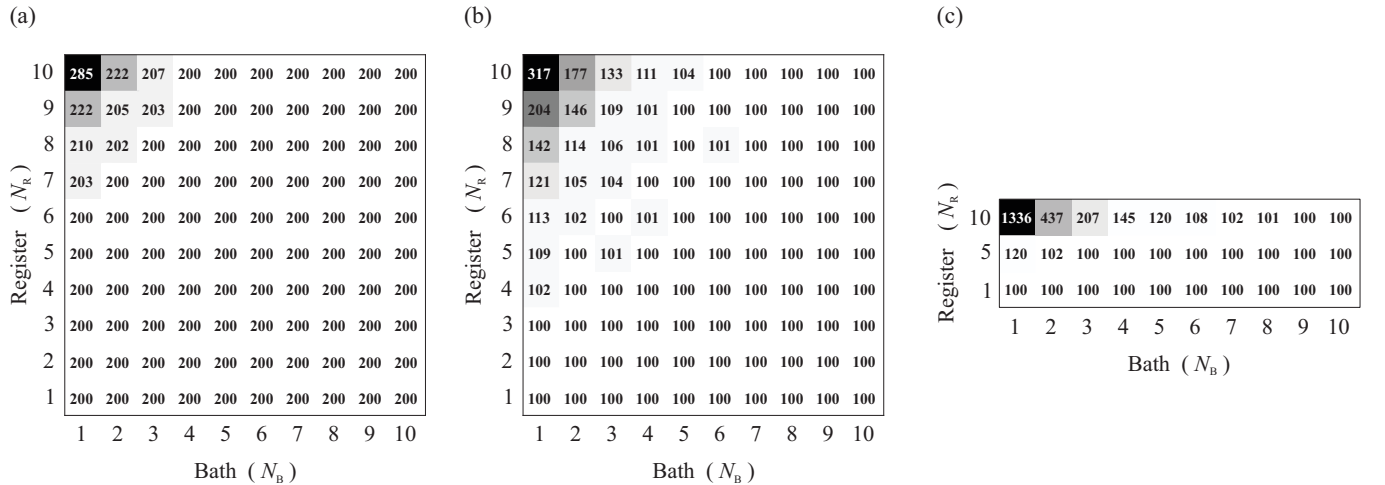 (a)
10 285 222 207 200 200 200 200 200 200 200
9 222 205 203 200 200 200 200 200 200 200
8 210 202 200 200 200 200 200 200 200 200
7 203 200 200 200 200 200 200 200 200 200
6 200 200 200 200 200 200 200 200 200 200
5 200 200 200 200 200 200 200 200 200 200
4 200 200 200 200 200 200 200 200 200 200
3 200 200 200 200 200 200 200 200 200 200
2 200 200 200 200 200 200 200 200 200 200
1 200 200 200 200 200 200 200 200 200 200
1 2 3 4 5 6 7 8 9 10
Register ( N_R )
Bath ( N_B )
(b)
10 317 177 133 111 104 100 100 100 100 100
9 204 146 109 101 100 100 100 100 100 100
8 142 114 106 101 100 101 100 100 100 100
7 121 105 104 100 100 100 100 100 100 100
6 113 102 100 101 100 100 100 100 100 100
5 109 100 101 100 100 100 100 100 100 100
4 102 100 100 100 100 100 100 100 100 100
3 100 100 100 100 100 100 100 100 100 100
2 100 100 100 100 100 100 100 100 100 100
1 100 100 100 100 100 100 100 100 100 100
1 2 3 4 5 6 7 8 9 10
Register ( N_R )
Bath ( N_B )
(c)
10 1336 437 207 145 120 108 102 101 100 100
5 120 102 100 100 100 100 100 100 100 100
1 100 100 100 100 100 100 100 100 100 100
1 2 3 4 5 6 7 8 9 10
Register ( N_R )
Bath ( N_B )